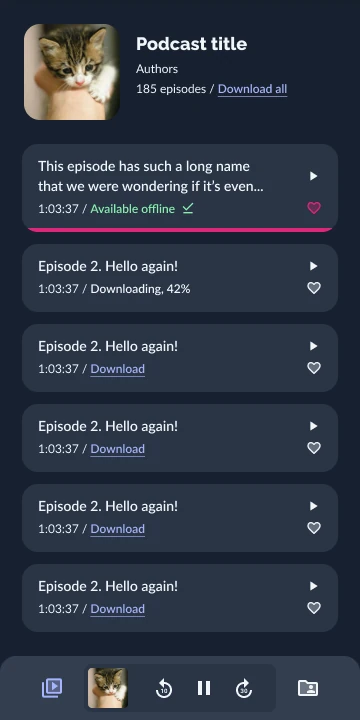 Podcast title
Authors
185 episodes / Download all
This episode has such a long name
that we were wondering if it’s even...
1:03:37 / Available offline
Episode 2. Hello again!
1:03:37 / Downloading, 42%
Episode 2. Hello again!
1:03:37 / Download
Episode 2. Hello again!
1:03:37 / Download
Episode 2. Hello again!
1:03:37 / Download
Episode 2. Hello again!
1:03:37 / Download
10 30